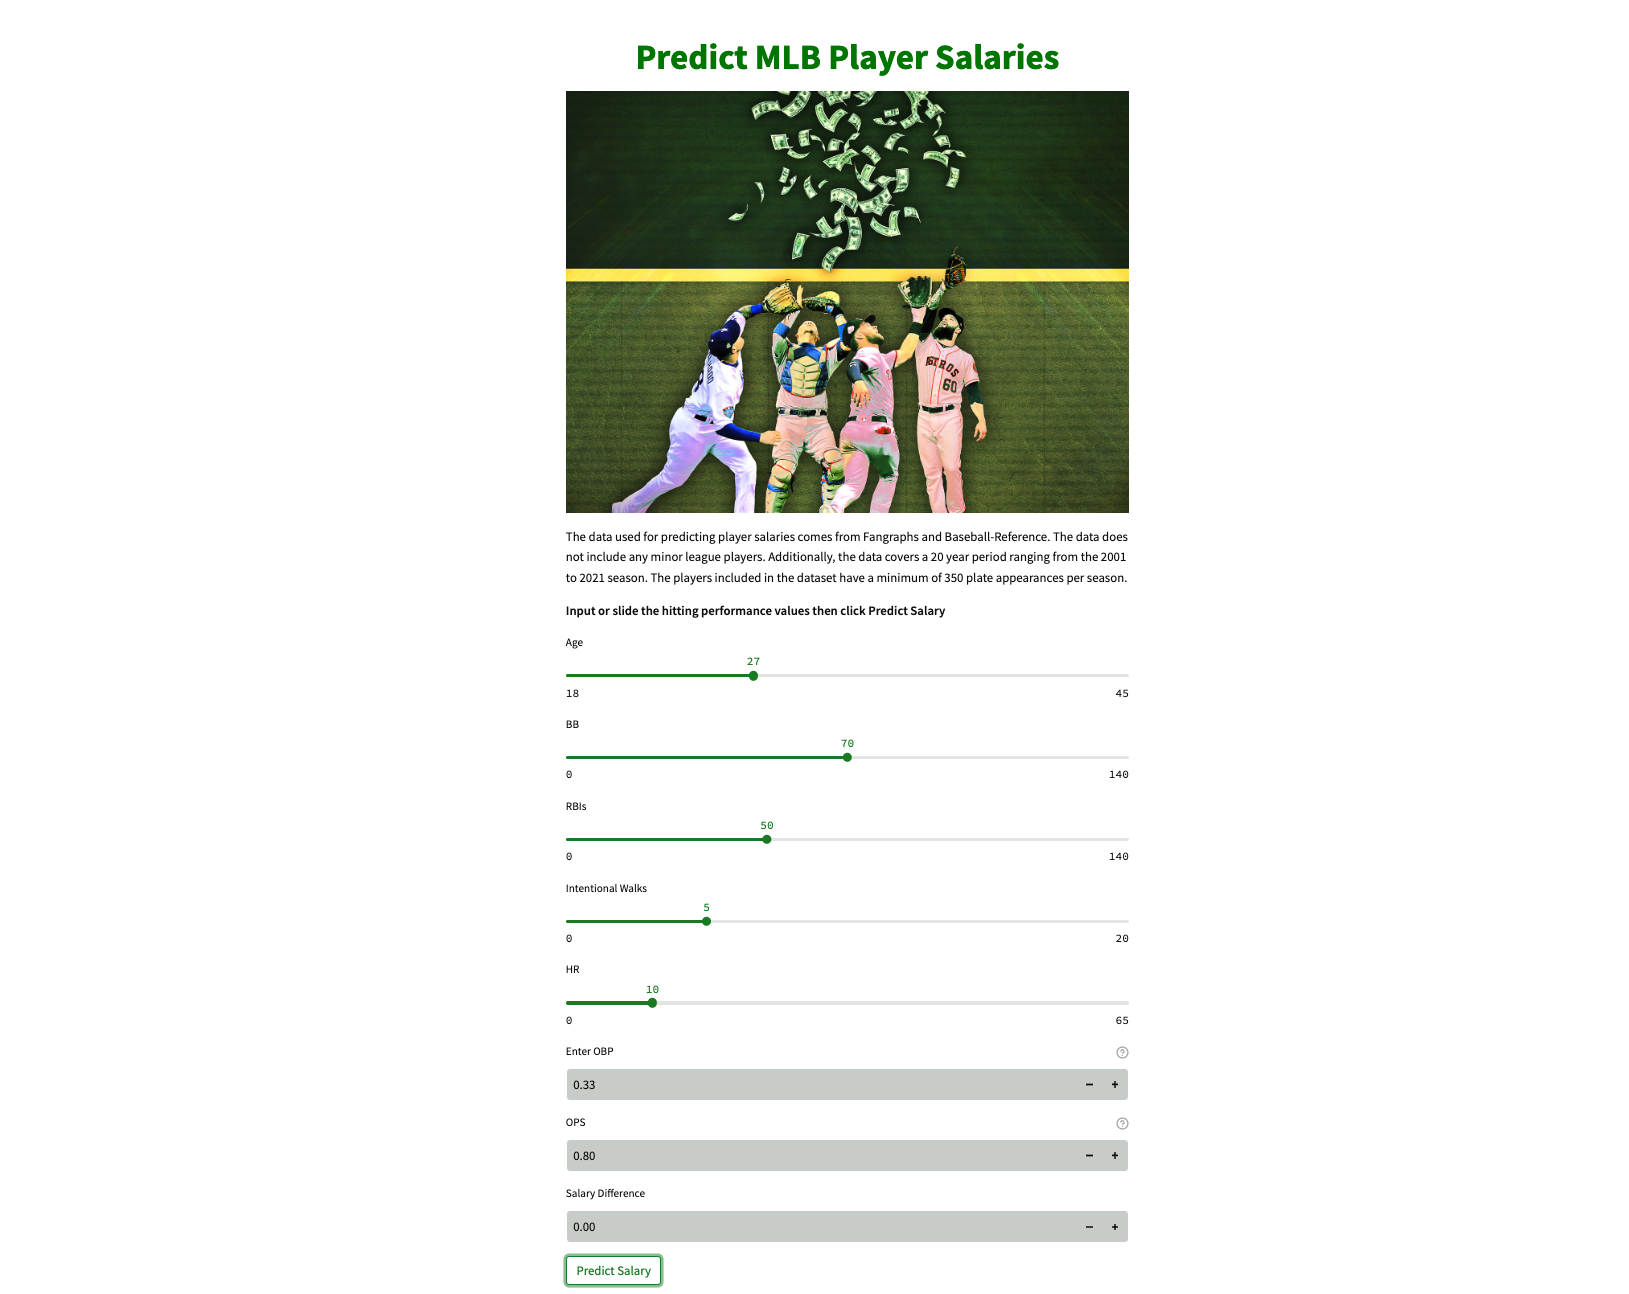 Predict MLB Player Salaries
ASTROS
60
The data used for predicting player salaries comes from Fangraphs and Baseball-Reference. The data does
not include any minor league players. Additionally, the data covers a 20 year period ranging from the 2001
to 2021 season. The players included in the dataset have a minimum of 350 plate appearances per season.
Input or slide the hitting performance values then click Predict Salary
Age
27
18 45
BB
70
0 140
RBIs
50
0 140
Intentional Walks
5
0 20
HR
10
0 65
Enter OBP
0.33
OPS
0.80
Salary Difference
0.00
Predict Salary